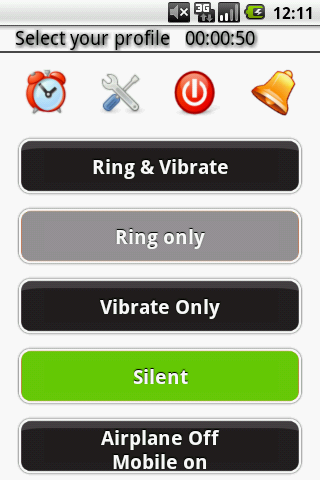 3G
12:11
Select your profile 00:00:50
Ring & Vibrate
Ring only
Vibrate Only
Silent
Airplane Off
Mobile on